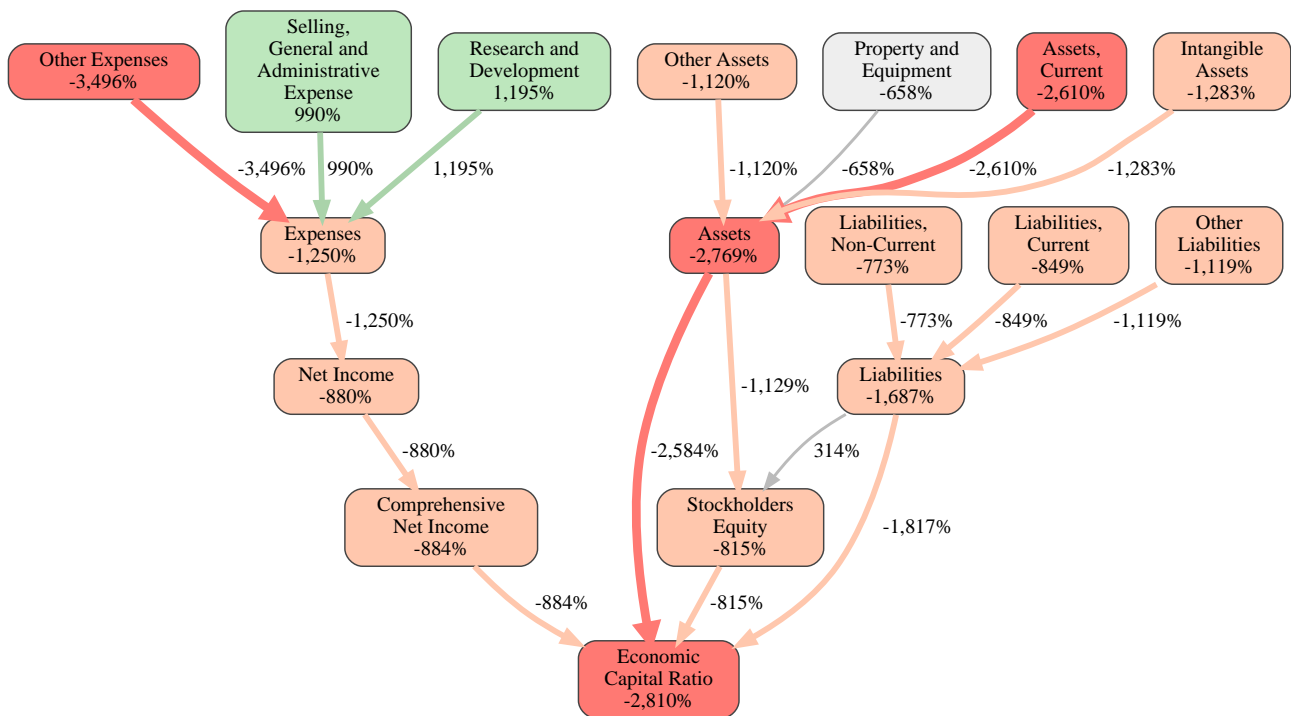 Other Expenses
-3,496%
Selling,
General and
Administrative
Expense
990%
Research and
Development
1,195%
Other Assets
-1,120%
Property and
Equipment
-658%
Assets,
Current
-2,610%
Intangible
Assets
-1,283%
-3,496%
990%
1,195%
-1,120%
-658%
-2,610%
-1,283%
Expenses
-1,250%
Assets
-2,769%
Liabilities,
Non-Current
-773%
Liabilities,
Current
-849%
Other
Liabilities
-1,119%
-1,250%
-773%
-849%
-1,119%
Net Income
-880%
-1,129%
Liabilities
-1,687%
-880%
-2,584%
314%
Comprehensive
Net Income
-884%
Stockholders
Equity
-815%
-1,817%
-884%
-815%
Economic
Capital Ratio
-2,810%